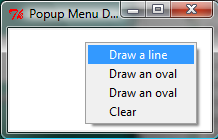 Popup Menu D...
Draw a line
Draw an oval
Draw an oval
Clear